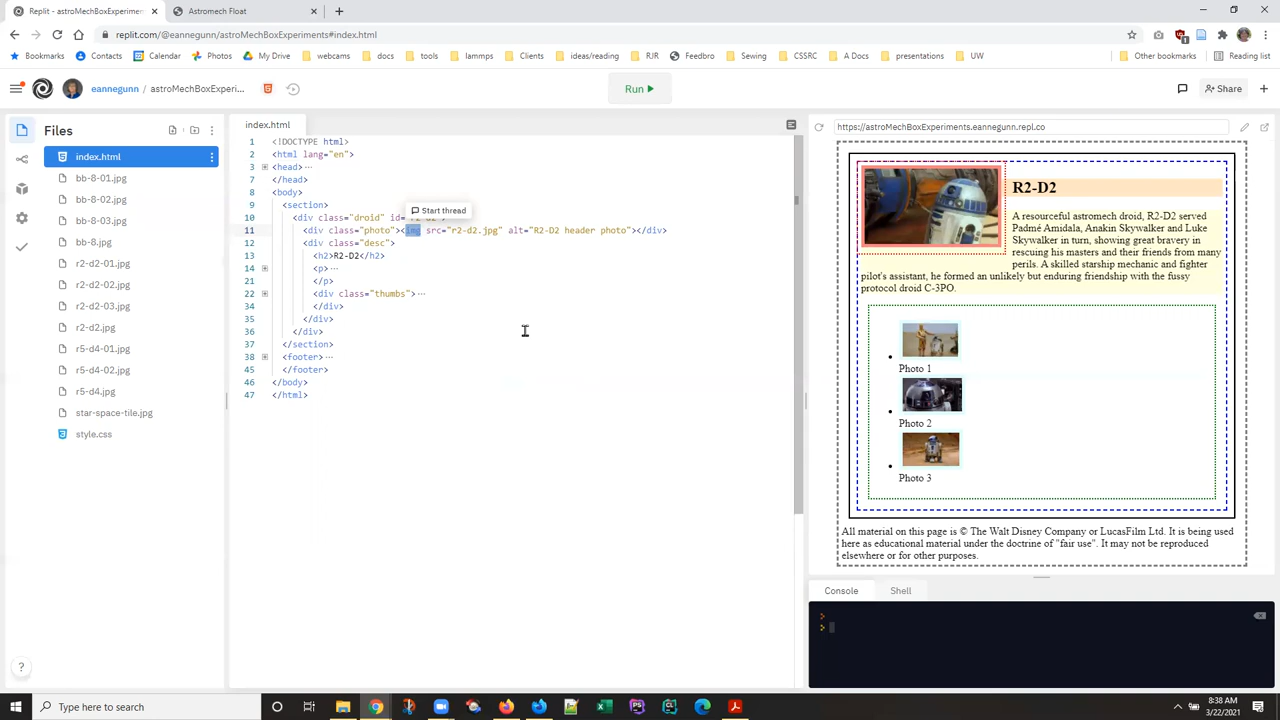 Replit - astroMechBoxExperimen
Astromech Float
replit.com/@eannegunn/astroMechBoxExperiments#index.html
Bookmarks
Contacts
Calendar
Photos
My Drive
webcams
docs
tools
lammps
Clients
ideas/reading
RJR
Feedbro
Sewing
CSSRC
A Docs
presentations
UW
Other bookmarks
Reading list
eannegunn / astroMechBoxExperi...
Run
Share
Files
index.html
bb-8-01.jpg
bb-8-02.jpg
bb-8-03.jpg
bb-8.jpg
r2-d2-01.jpg
r2-d2-02.jpg
r2-d2-03.jpg
r2-d2.jpg
r5-d4-01.jpg
r5-d4-02.jpg
r5-d4.jpg
star-space-tile.jpg
style.css
index.html
1 <!DOCTYPE html>
2 <html lang="en">
3 <head>···
7 </head>
8 <body>
9 <section>
Start thread
10 <div class="droid" id="r2-d2">
11 <div class="photo"><img src="r2-d2.jpg" alt="R2-D2 header photo"></div>
12 <div class="desc">
13 <h2>R2-D2</h2>
14 <p>···
21 </p>
22 <div class="thumbs">···
34 </div>
35 </div>
36 </div>
37 </section>
38 <footer>···
45 </footer>
46 </body>
47 </html>
https://astroMechBoxExperiments.eannegunn.repl.co
R2-D2
A resourceful astromech droid, R2-D2 served
Padmé Amidala, Anakin Skywalker and Luke
Skywalker in turn, showing great bravery in
rescuing his masters and their friends from many
perils. A skilled starship mechanic and fighter
pilot's assistant, he formed an unlikely but enduring friendship with the fussy
protocol droid C-3PO.
Photo 1
Photo 2
Photo 3
All material on this page is © The Walt Disney Company or LucasFilm Ltd. It is being used
here as educational material under the doctrine of "fair use". It may not be reproduced
elsewhere or for other purposes.
Console
Shell
Type here to search
8:38 AM
3/22/2021